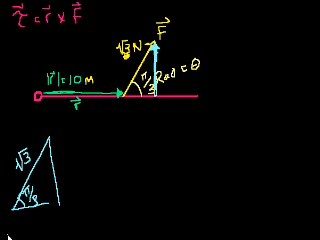 τ⃗ = r⃗ × F⃗
√3 N
F⃗
|r⃗| = 10 m
π/3 rad = θ
r⃗
√3
π/3